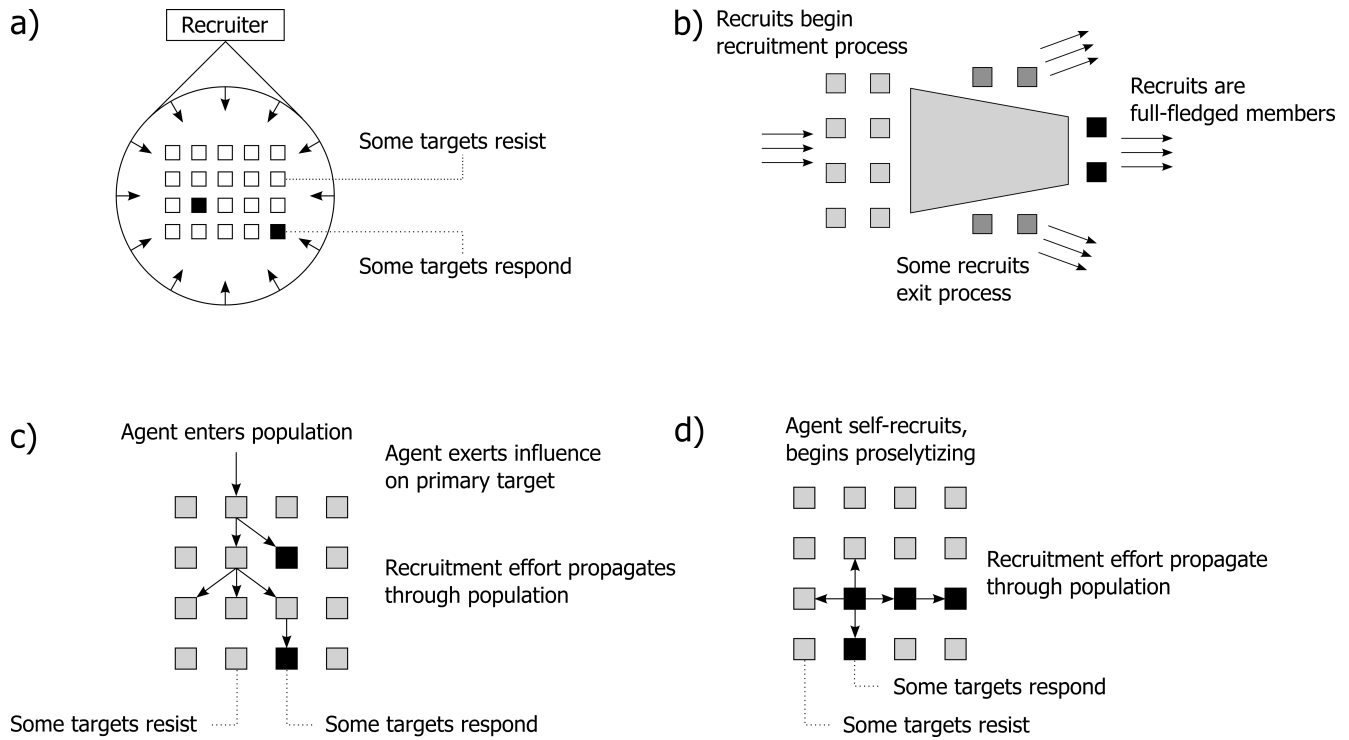 a)
Recruiter
Some targets resist
Some targets respond
b)
Recruits begin
recruitment process
Recruits are
full-fledged members
Some recruits
exit process
c)
Agent enters population
Agent exerts influence
on primary target
Recruitment effort propagates
through population
Some targets resist
Some targets respond
d)
Agent self-recruits,
begins proselytizing
Recruitment effort propagate
through population
Some targets respond
Some targets resist